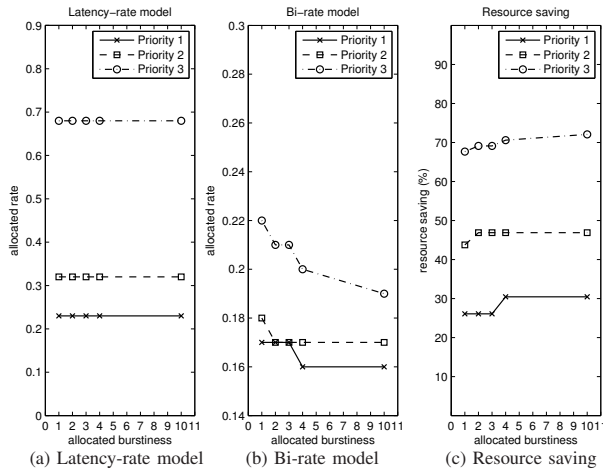 Latency−rate model
Priority 1
Priority 2
Priority 3
0.9
0.8
0.7
0.6
0.5
0.4
0.3
0.2
0.1
0
allocated rate
0 1 2 3 4 5 6 7 8 9 10 11
allocated burstiness
(a) Latency-rate model
Bi−rate model
Priority 1
Priority 2
Priority 3
0.3
0.28
0.26
0.24
0.22
0.2
0.18
0.16
0.14
allocated rate
0 1 2 3 4 5 6 7 8 9 10 11
allocated burstiness
(b) Bi-rate model
Resource saving
Priority 1
Priority 2
Priority 3
90
80
70
60
50
40
30
20
10
resource saving (%)
0 1 2 3 4 5 6 7 8 9 10 11
allocated burstiness
(c) Resource saving